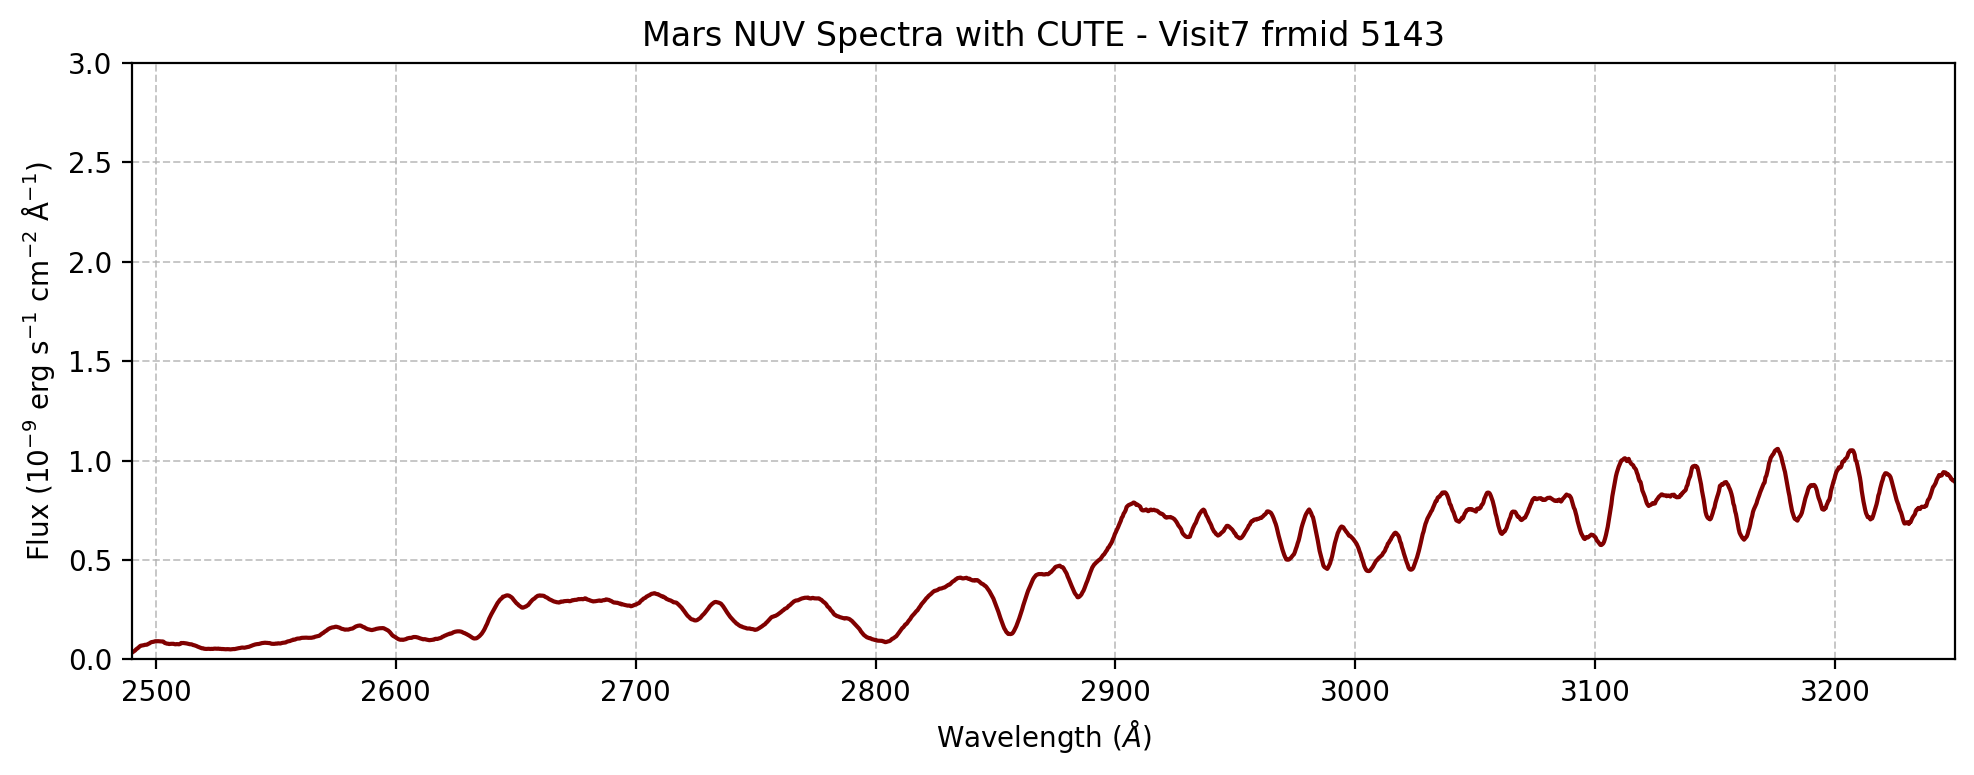 Mars NUV Spectra with CUTE - Visit7 frmid 5143
3.0
2.5
2.0
1.5
1.0
0.5
0.0
Flux (10⁻⁹ erg s⁻¹ cm⁻² Å⁻¹)
2500 2600 2700 2800 2900 3000 3100 3200
Wavelength (Å)